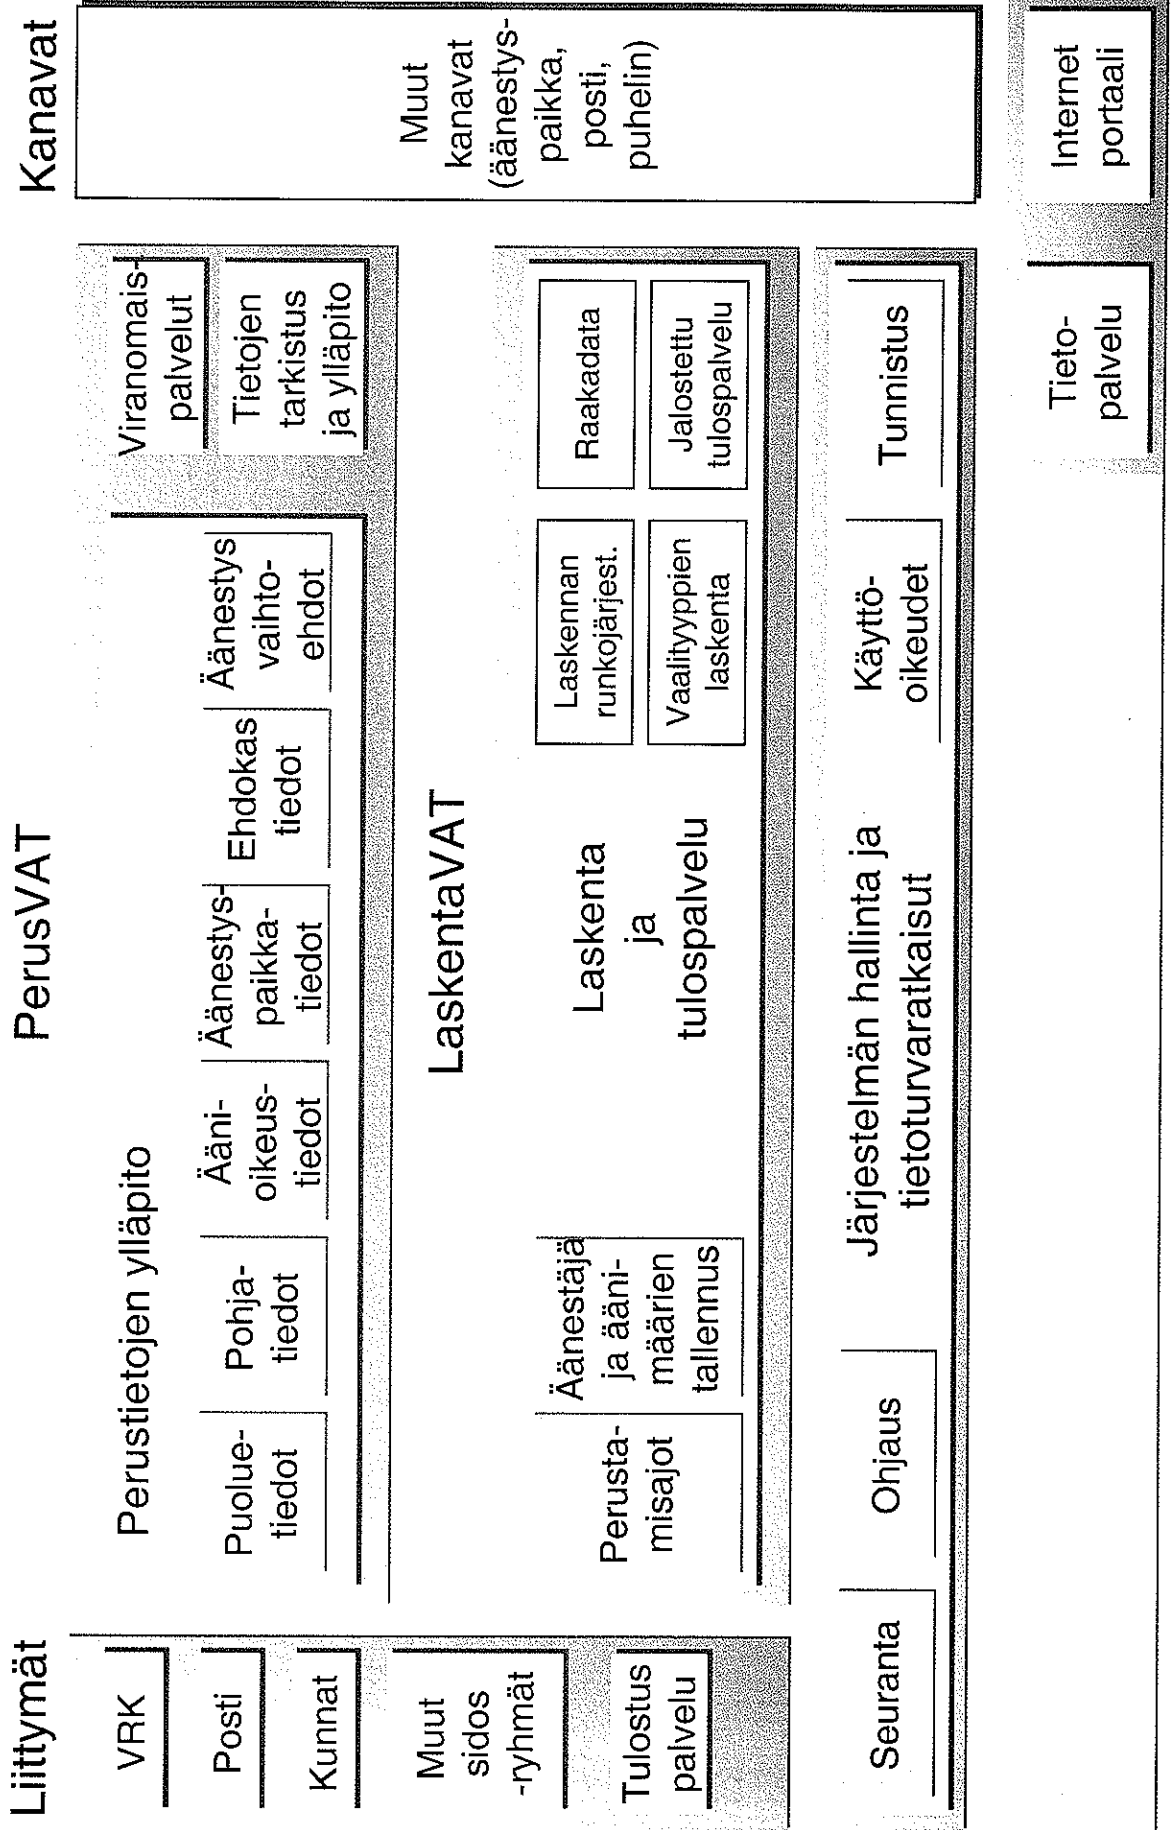 Liittymät
PerusVAT
Kanavat
VRK
Posti
Kunnat
Muut
sidos
-ryhmät
Tulostus
palvelu
Perustietojen ylläpito
Puolue-
tiedot
Pohja-
tiedot
Ääni-
oikeus-
tiedot
Äänestys-
paikka-
tiedot
Ehdokas
tiedot
Äänestys
vaihto-
ehdot
Viranomais-
palvelut
Tietojen
tarkistus
ja ylläpito
Muut
kanavat
(äänestys-
paikka,
posti,
puhelin)
LaskentaVAT
Perusta-
misajot
Äänestäjä
ja ääni-
määrien
tallennus
Laskenta
ja
tulospalvelu
Laskennan
runkojärjest.
Vaalityyppien
laskenta
Raakadata
Jalostettu
tulospalvelu
Seuranta
Ohjaus
Järjestelmän hallinta ja
tietoturvaratkaisut
Käyttö-
oikeudet
Tunnistus
Tieto-
palvelu
Internet
portaali